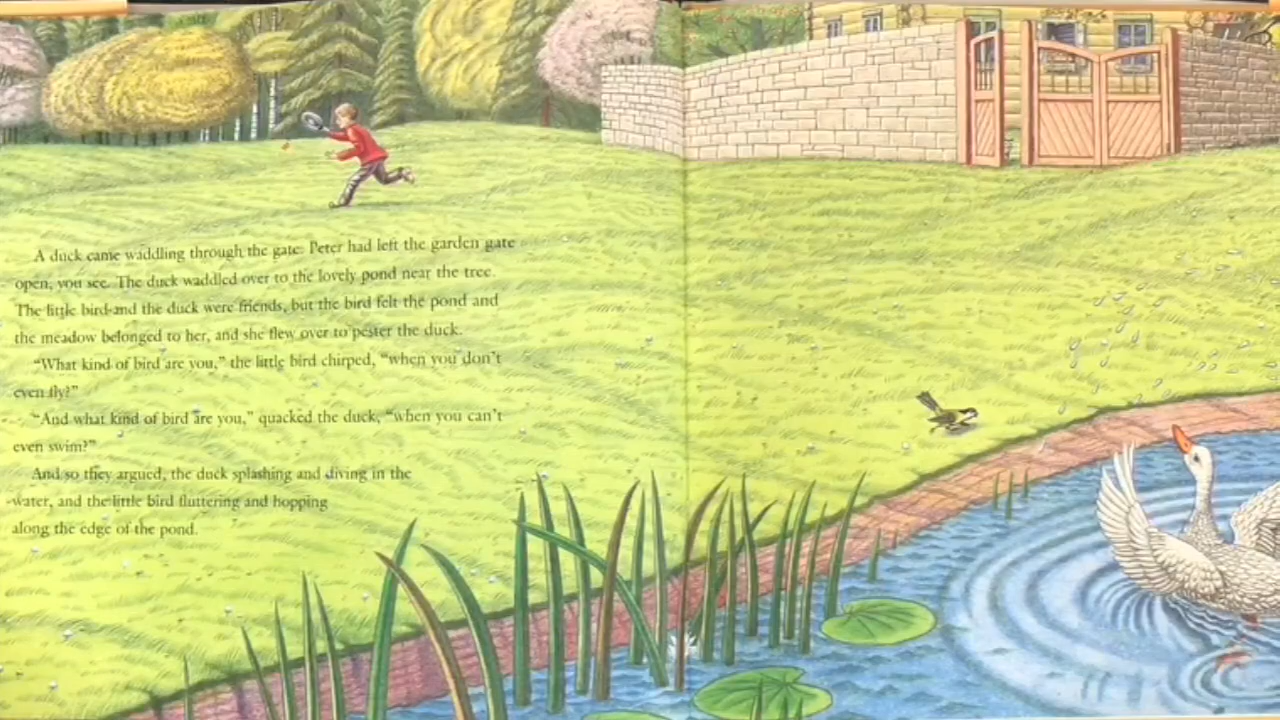 A duck came waddling through the gate. Peter had left the garden gate
open, you see. The duck waddled over to the lovely pond near the tree.
The little bird and the duck were friends, but the bird felt the pond and
the meadow belonged to her, and she flew over to pester the duck.
“What kind of bird are you,” the little bird chirped, “when you don’t
even fly?”
“And what kind of bird are you,” quacked the duck, “when you can’t
even swim?”
And so they argued, the duck splashing and diving in the
water, and the little bird fluttering and hopping
along the edge of the pond.